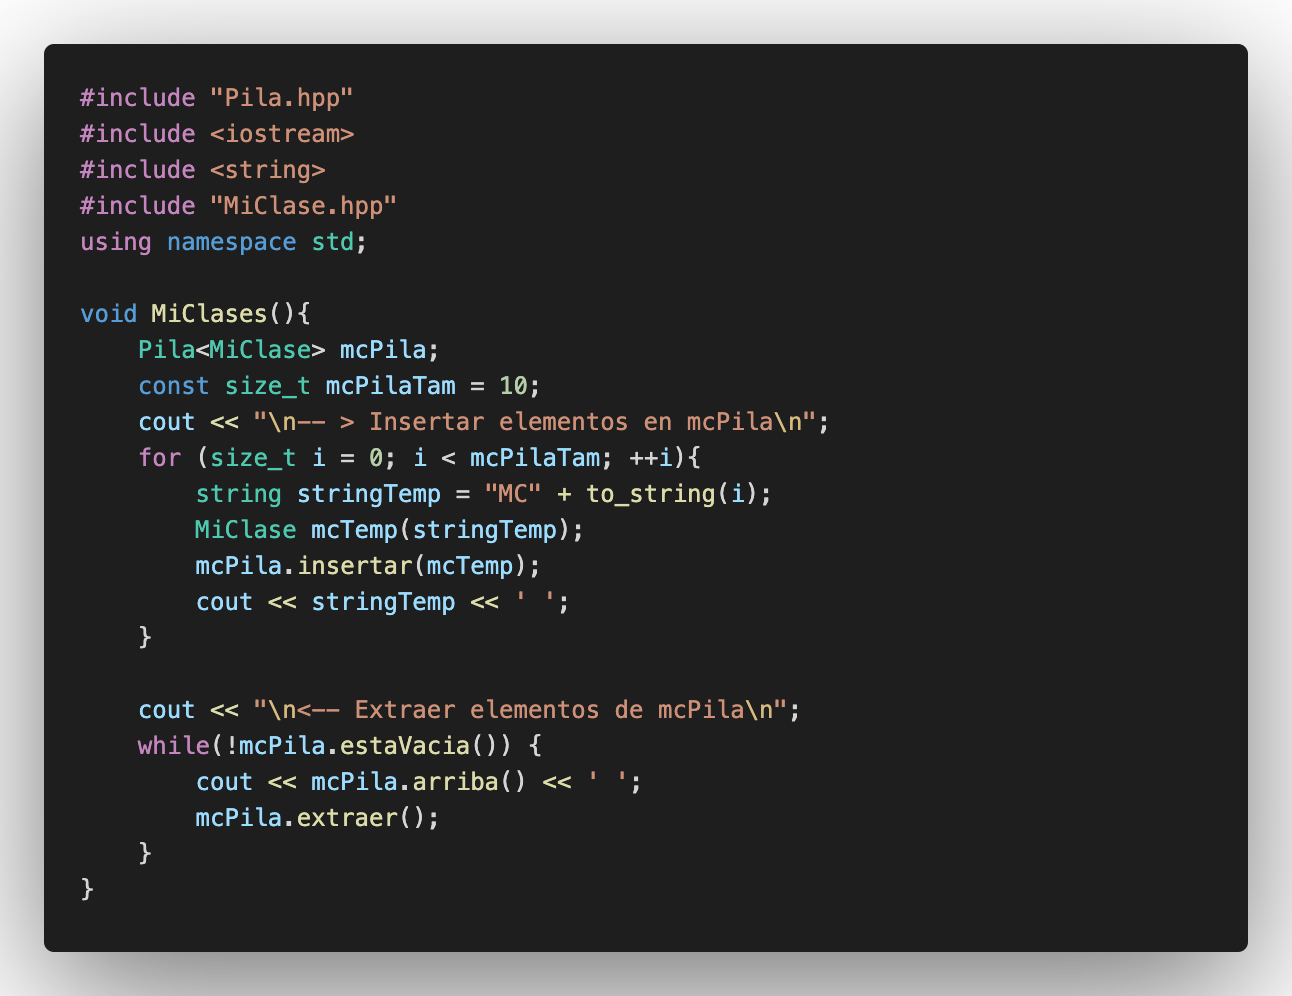 #include "Pila.hpp"
#include <iostream>
#include <string>
#include "MiClase.hpp"
using namespace std;

void MiClases(){
    Pila<MiClase> mcPila;
    const size_t mcPilaTam = 10;
    cout << "\n-- > Insertar elementos en mcPila\n";
    for (size_t i = 0; i < mcPilaTam; ++i){
        string stringTemp = "MC" + to_string(i);
        MiClase mcTemp(stringTemp);
        mcPila.insertar(mcTemp);
        cout << stringTemp << ' ';
    }

    cout << "\n<-- Extraer elementos de mcPila\n";
    while(!mcPila.estaVacia()) {
        cout << mcPila.arriba() << ' ';
        mcPila.extraer();
    }
}